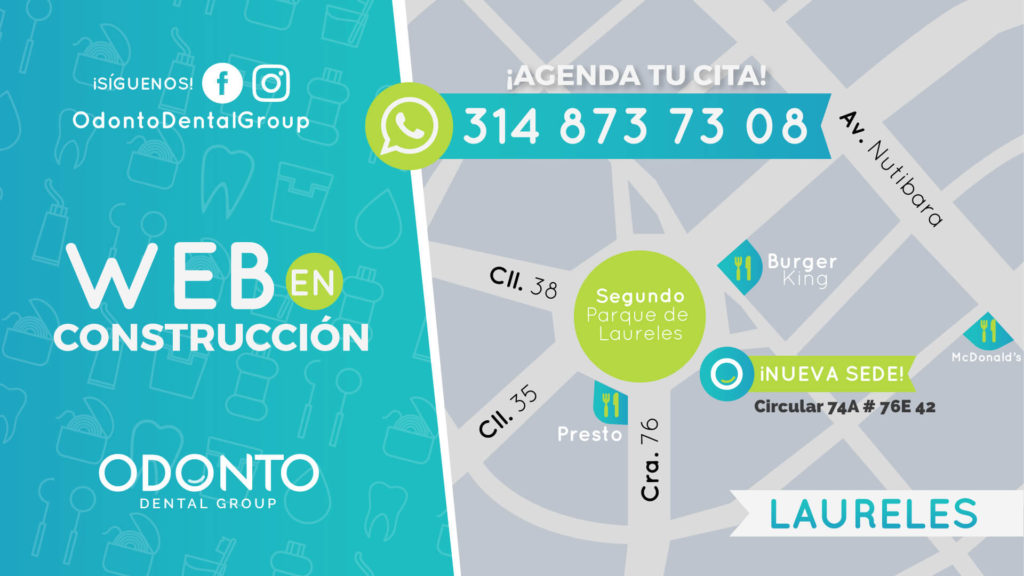 ¡SÍGUENOS!
OdontoDentalGroup
WEB EN
CONSTRUCCIÓN
ODONTO
DENTAL GROUP
¡AGENDA TU CITA!
314 873 73 08
Av. Nutibara
Burger
King
Cll. 38
Segundo
Parque de
Laureles
McDonald's
¡NUEVA SEDE!
Circular 74A # 76E 42
Cll. 35
Presto
Cra. 76
LAURELES